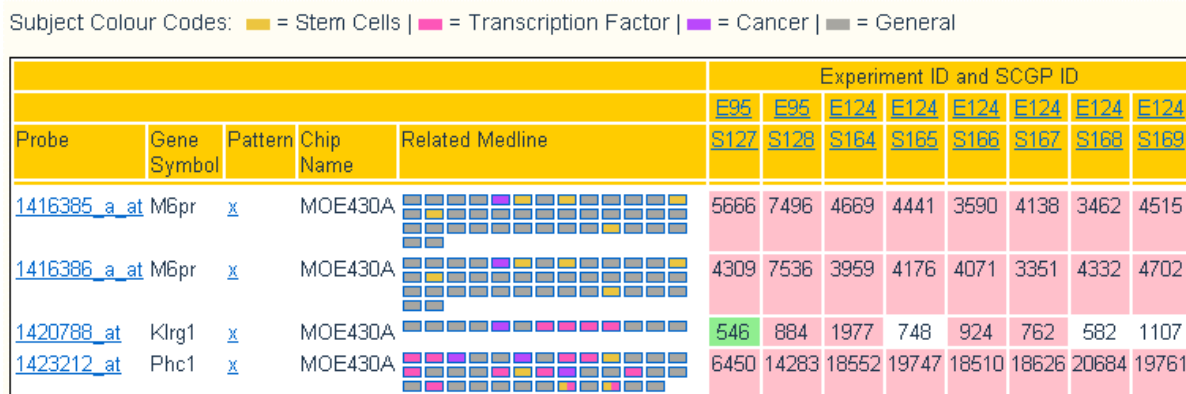 Subject Colour Codes: = Stem Cells | = Transcription Factor | = Cancer | = General
Experiment ID and SCGP ID
E95 E95 E124 E124 E124 E124 E124 E124
Probe Gene Symbol Pattern Chip Name Related Medline S127 S128 S164 S165 S166 S167 S168 S169
1416385_a_at M6pr x MOE430A 5666 7496 4669 4441 3590 4138 3462 4515
1416386_a_at M6pr x MOE430A 4309 7536 3959 4176 4071 3351 4332 4702
1420788_at Klrg1 x MOE430A 546 884 1977 748 924 762 582 1107
1423212_at Phc1 x MOE430A 6450 14283 18552 19747 18510 18626 20684 19761